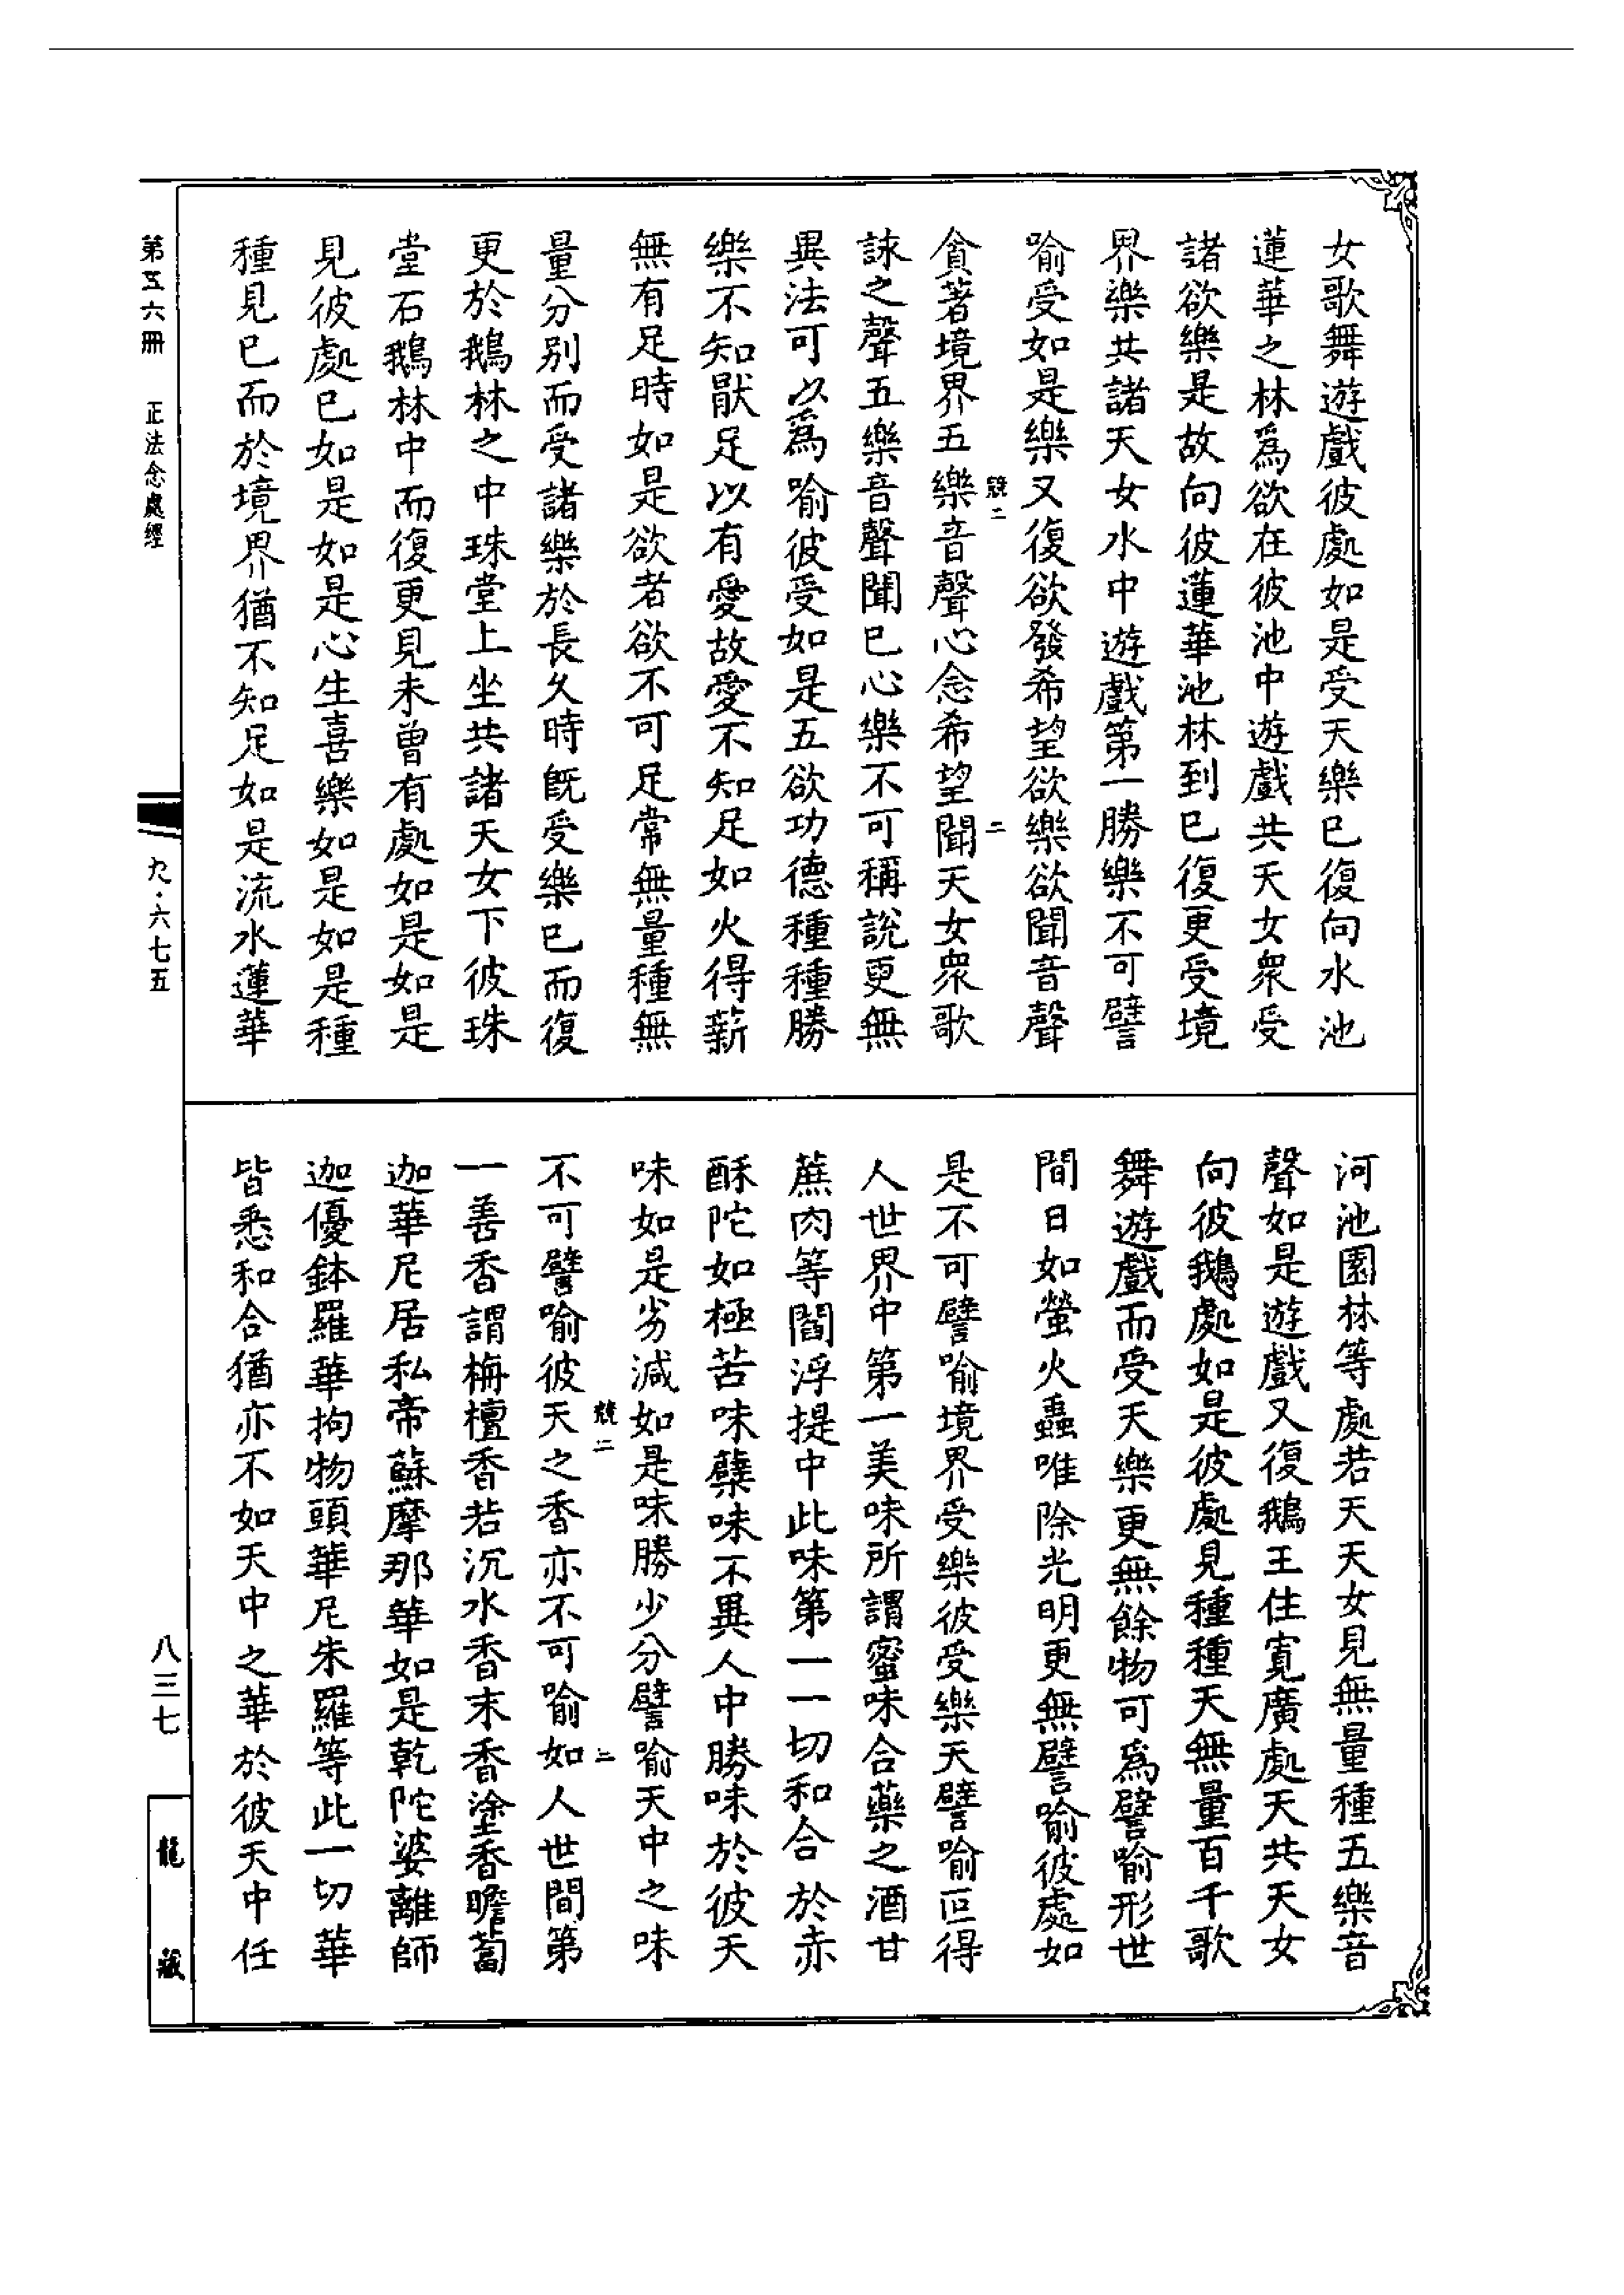 女歌舞遊戲彼處如是受天樂已復向水池
蓮華之林爲欲在彼池中遊戲共天女衆受
諸欲樂是故向彼蓮華池林到已復更受境
界樂共諸天女水中遊戲第一勝樂不可譬
喻受如是樂又復欲發希望欲樂欲聞音聲
競二
二
貪著境界五樂音聲心念希望聞天女衆歌
詠之聲五樂音聲聞已心樂不可稱說更無
異法可以爲喻彼受如是五欲功德種種勝
樂不知猒足以有愛故愛不知足如火得薪
無有足時如是欲者欲不可足常無量種無
量分別而受諸樂於長久時旣受樂已而復
更於鵝林之中珠堂上坐共諸天女下彼珠
堂石鵝林中而復更見未曾有處如是如是
見彼處已如是如是心生喜樂如是如是種
種見已而於境界猶不知足如是流水蓮華
河池園林等處若天天女見無量種五樂音
聲如是遊戲又復鵝王住寬廣處天共天女
向彼鵝處如是彼處見種種天無量百千歌
舞遊戲而受天樂更無餘物可爲譬喻形世
間日如螢火蟲唯除光明更無譬喻彼處如
是不可譬喻境界受樂彼受樂天譬喻叵得
人世界中第一美味所謂蜜味合藥之酒甘
蔗肉等閻浮提中此味第一一切和合於赤
酥陀如極苦味蘗味不異人中勝味於彼天
味如是劣減如是味勝少分譬喻天中之味
競二
二
不可譬喻彼天之香亦不可喻如人世間第
一善香謂栴檀香若沉水香末香塗香瞻蔔
迦華尼居私帝蘇摩那華如是乾陀婆離師
迦優鉢羅華拘物頭華尼朱羅等此一切華
皆悉和合猶亦不如天中之華於彼天中任
第五六冊　正法念處經
九·六七五
八三七
龍藏